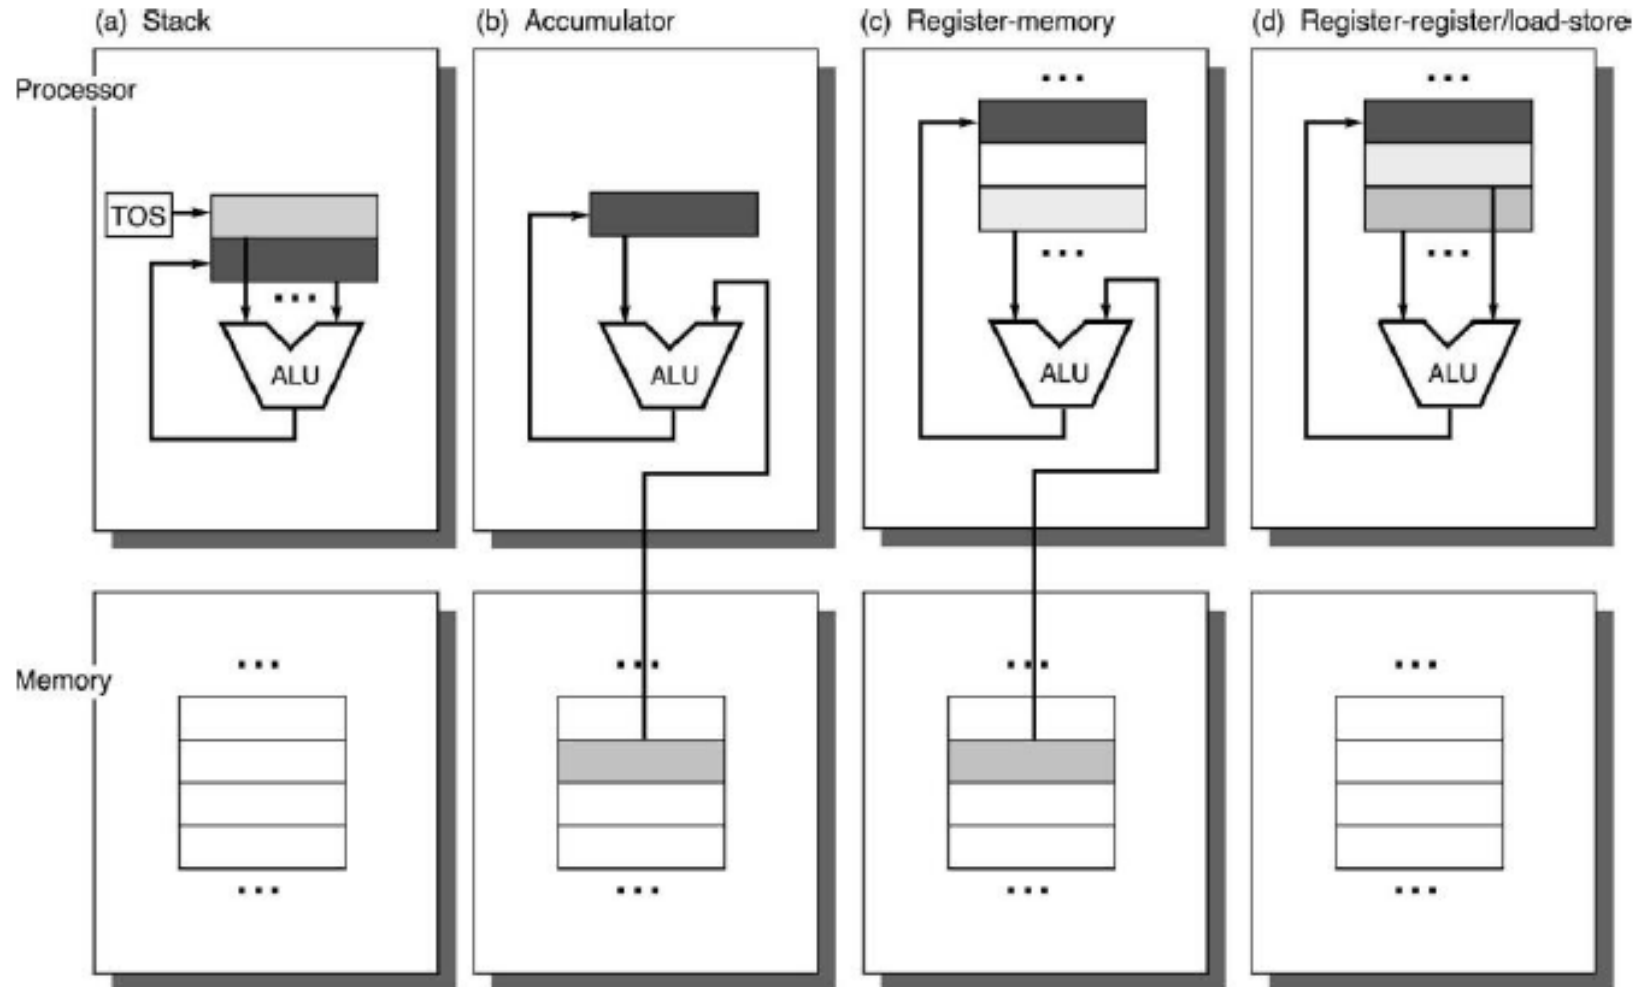 (a) Stack
(b) Accumulator
(c) Register-memory
(d) Register-register/load-store
Processor
TOS
...
...
...
...
ALU
ALU
ALU
ALU
...
Memory
...
...
...
...
...
...
...
...